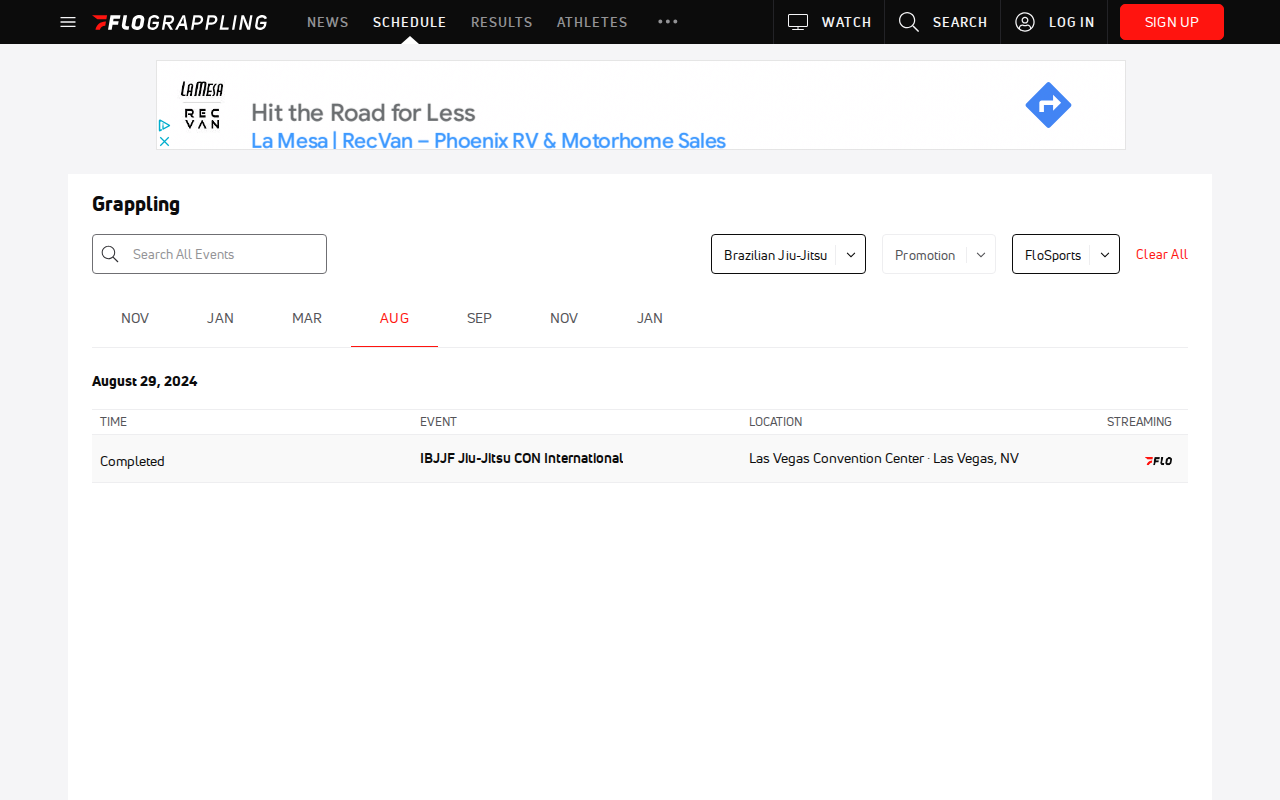 FLOGRAPPLING NEWS SCHEDULE RESULTS ATHLETES ••• WATCH SEARCH LOG IN SIGN UP
LA MESA
REC
VAN
Hit the Road for Less
La Mesa | RecVan – Phoenix RV & Motorhome Sales
Grappling
Search All Events Brazilian Jiu-Jitsu Promotion FloSports Clear All
NOV JAN MAR AUG SEP NOV JAN
August 29, 2024
TIME EVENT LOCATION STREAMING
Completed IBJJF Jiu-Jitsu CON International Las Vegas Convention Center · Las Vegas, NV FLO